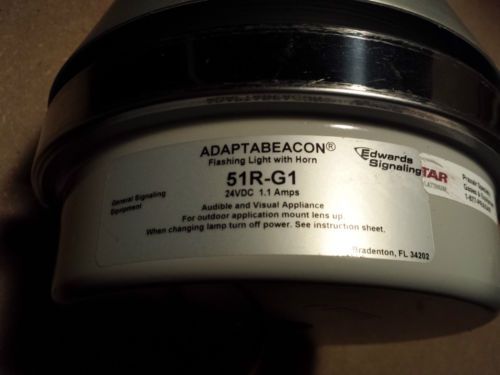 ADAPTABEACON®
Flashing Light with Horn
Edwards
Signaling
51R-G1
24VDC 1.1 Amps
General Signaling
Equipment
Audible and Visual Appliance
For outdoor application mount lens up.
When changing lamp turn off power. See instruction sheet.
Bradenton, FL 34202
TAR